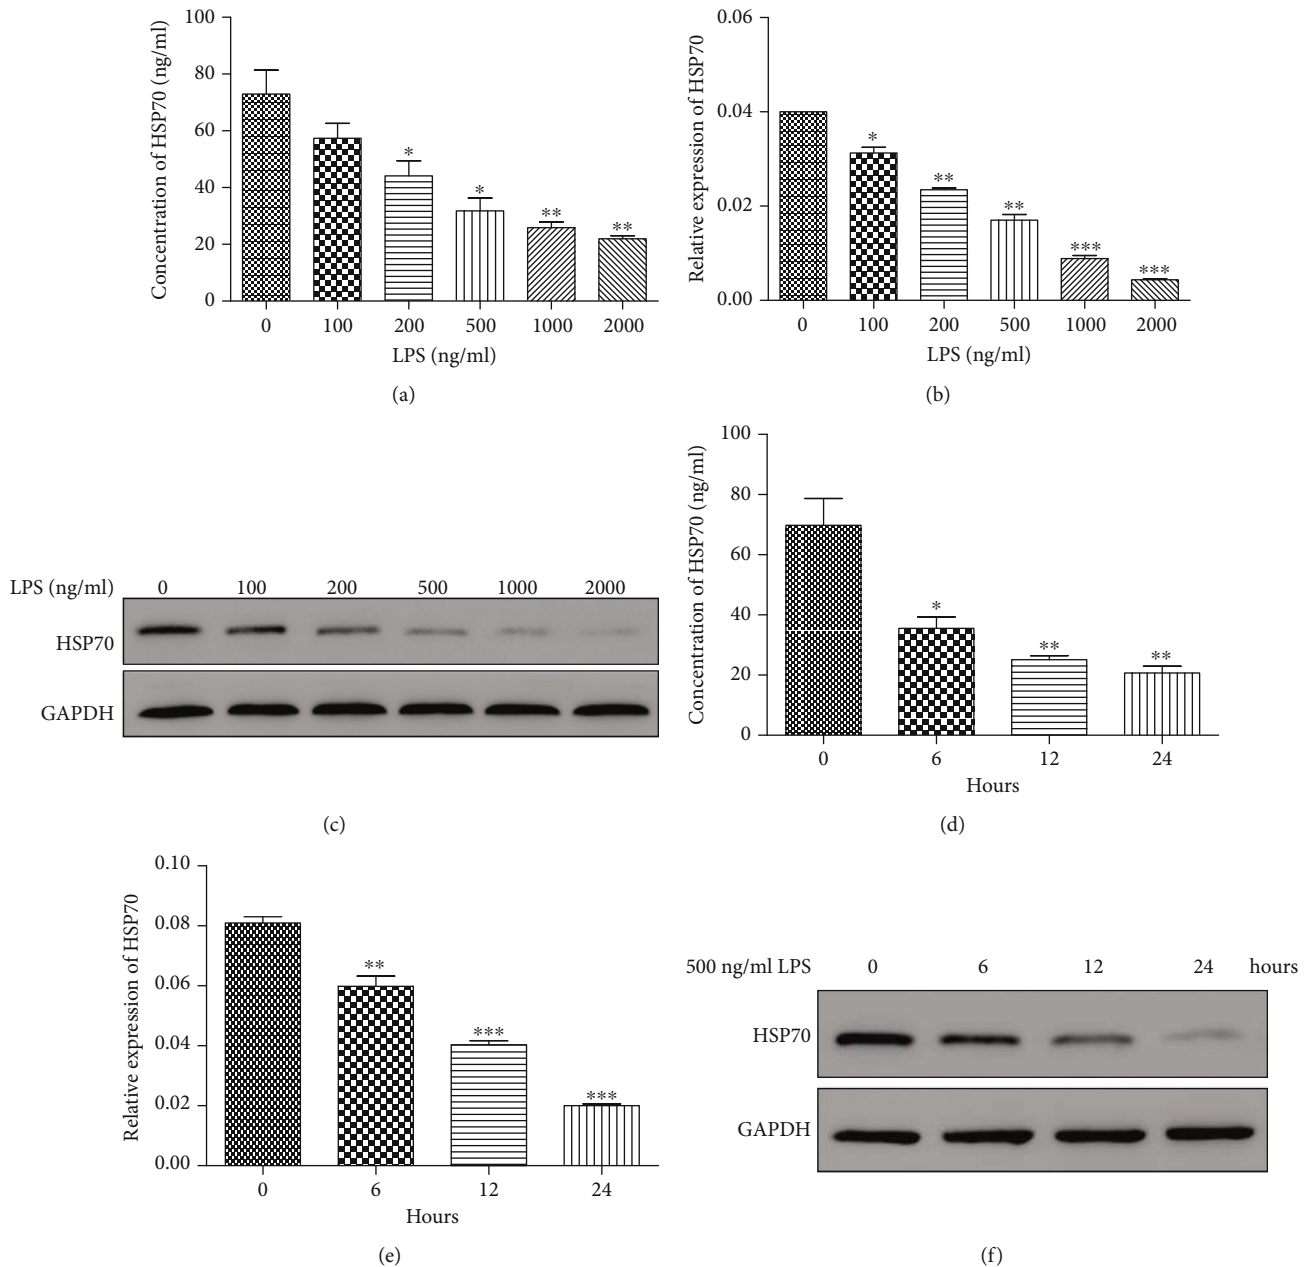 100
80
60
40
20
0
Concentration of HSP70 (ng/ml)
* * ** **
0 100 200 500 1000 2000
LPS (ng/ml)
(a)
0.06
0.04
0.02
0.00
Relative expression of HSP70
* ** ** *** ***
0 100 200 500 1000 2000
LPS (ng/ml)
(b)
LPS (ng/ml) 0 100 200 500 1000 2000
HSP70
GAPDH
(c)
100
80
60
40
20
0
Concentration of HSP70 (ng/ml)
* ** **
0 6 12 24
Hours
(d)
0.10
0.08
0.06
0.04
0.02
0.00
Relative expression of HSP70
** *** ***
0 6 12 24
Hours
(e)
500 ng/ml LPS 0 6 12 24 hours
HSP70
GAPDH
(f)